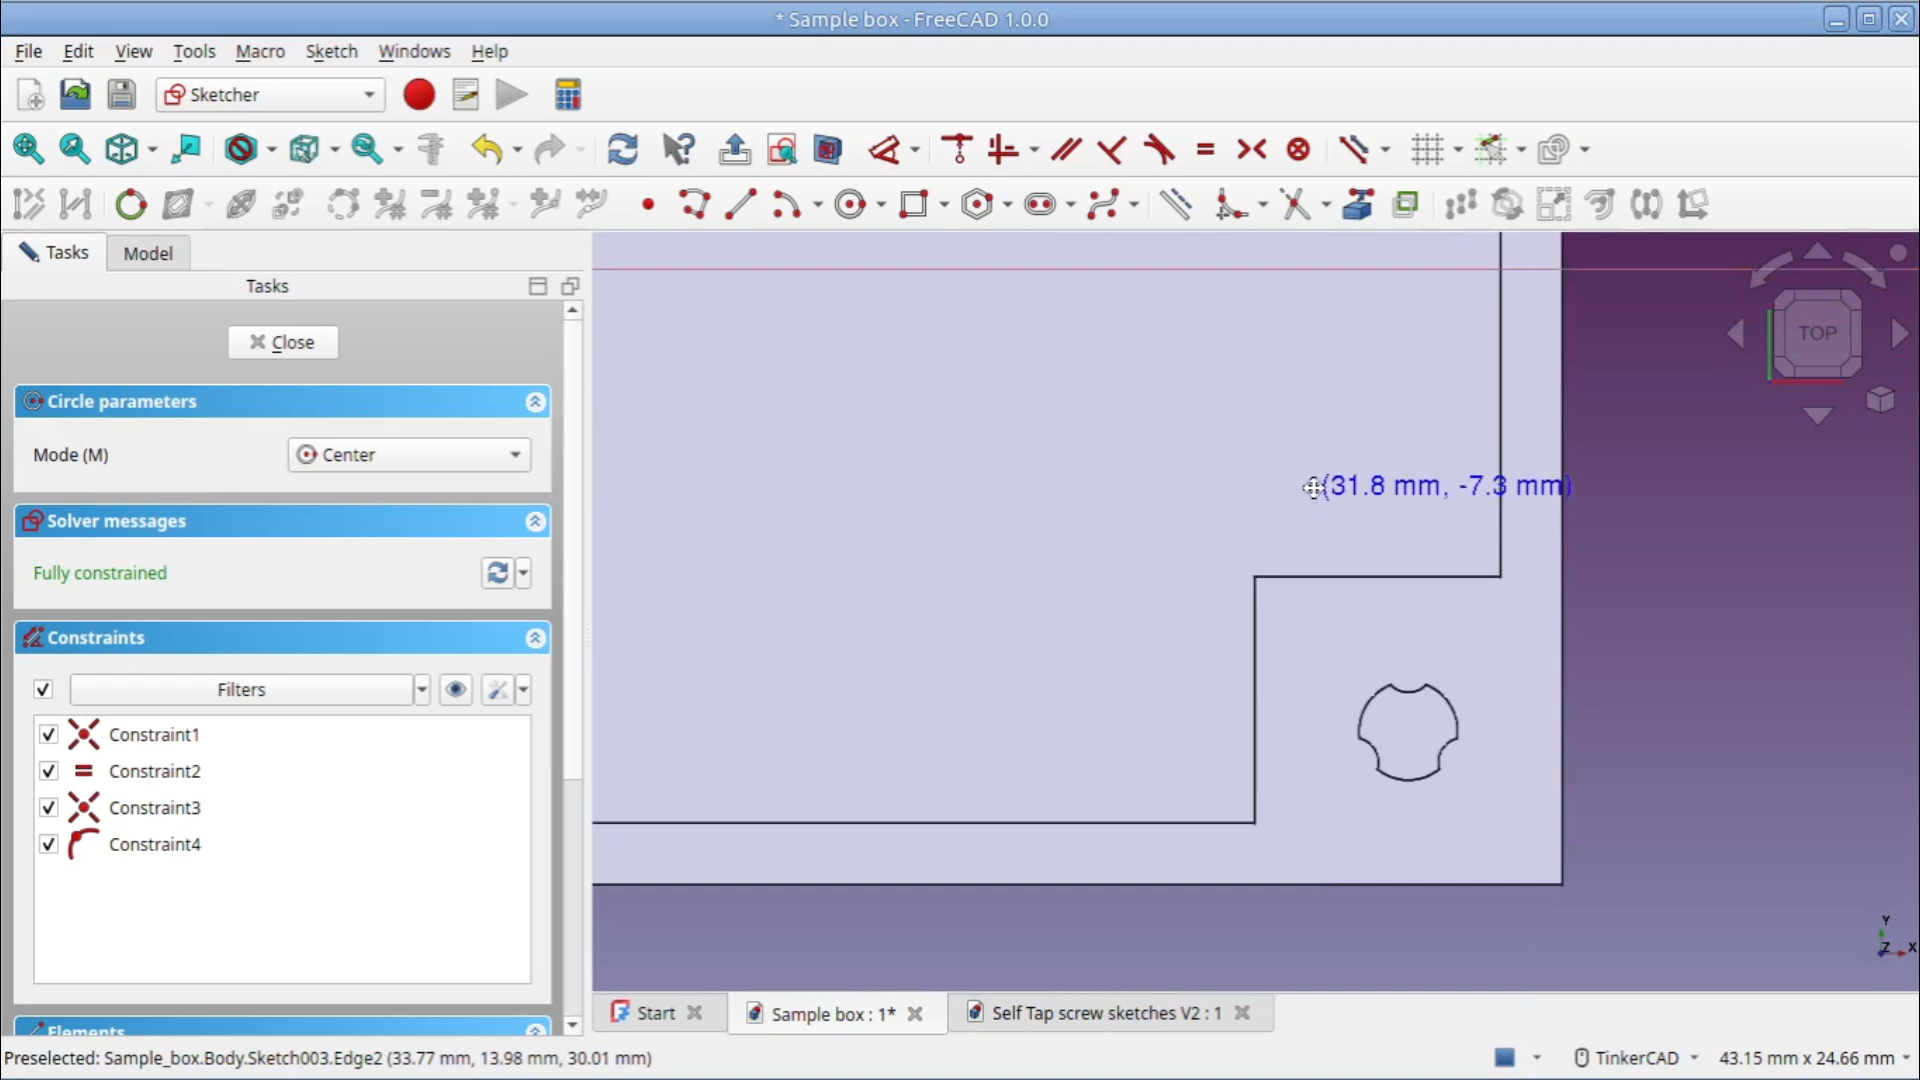 * Sample box - FreeCAD 1.0.0
File Edit View Tools Macro Sketch Windows Help
Sketcher
Tasks Model
Tasks
Close
Circle parameters
Mode (M) Center
Solver messages
Fully constrained
Constraints
Filters
Constraint1
Constraint2
Constraint3
Constraint4
Elements
TOP
(31.8 mm, -7.3 mm)
Y
Z X
Start Sample box : 1* Self Tap screw sketches V2 : 1
Preselected: Sample_box.Body.Sketch003.Edge2 (33.77 mm, 13.98 mm, 30.01 mm) TinkerCAD 43.15 mm x 24.66 mm